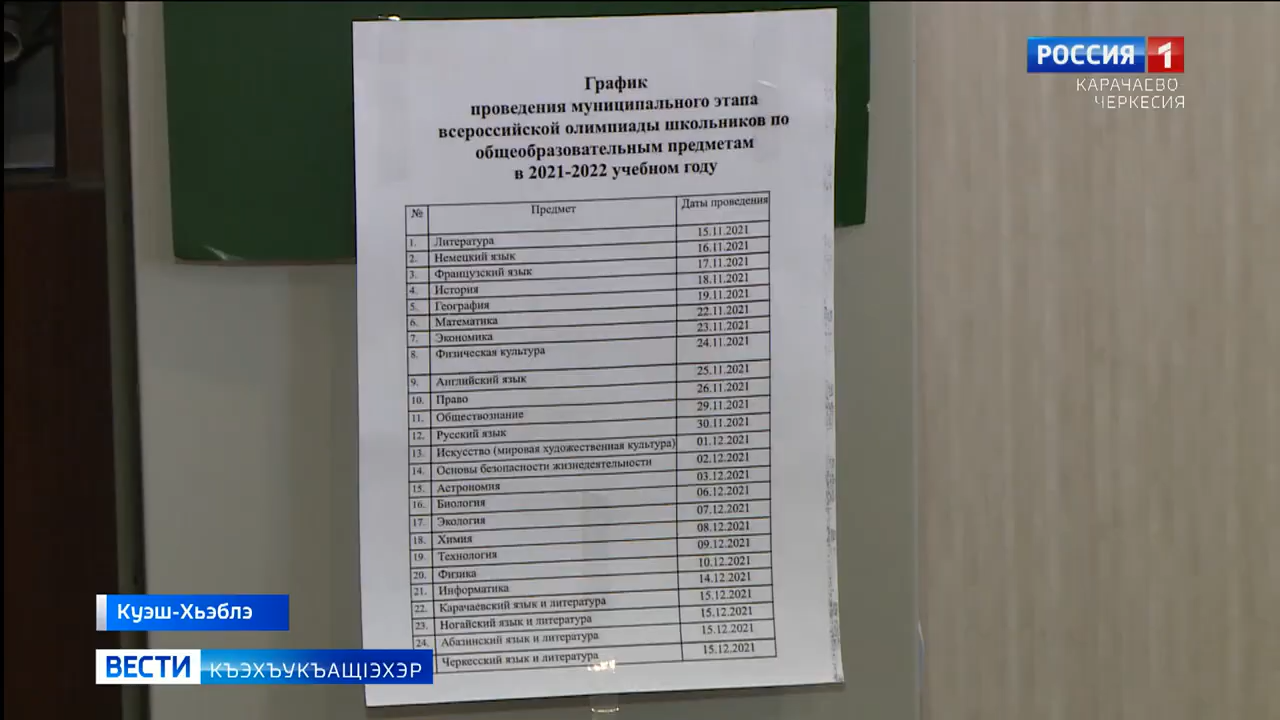 РОССИЯ 1
КАРАЧАЕВО
ЧЕРКЕСИЯ
График
проведения муниципального этапа
всероссийской олимпиады школьников по
общеобразовательным предметам
в 2021-2022 учебном году
№ Предмет Даты проведения
1. Литература 15.11.2021
2. Немецкий язык 16.11.2021
3. Французский язык 17.11.2021
4. История 18.11.2021
5. География 19.11.2021
6. Математика 22.11.2021
7. Экономика 23.11.2021
8. Физическая культура 24.11.2021
9. Английский язык 25.11.2021
10. Право 26.11.2021
11. Обществознание 29.11.2021
12. Русский язык 30.11.2021
13. Искусство (мировая художественная культура) 01.12.2021
14. Основы безопасности жизнедеятельности 02.12.2021
15. Астрономия 03.12.2021
16. Биология 06.12.2021
17. Экология 07.12.2021
18. Химия 08.12.2021
19. Технология 09.12.2021
20. Физика 10.12.2021
21. Информатика 14.12.2021
22. Карачаевский язык и литература 15.12.2021
23. Ногайский язык и литература 15.12.2021
24. Абазинский язык и литература 15.12.2021
Черкесский язык и литература 15.12.2021
Куэш-Хьэблэ
ВЕСТИ КЪЭХЪУКЪАЩIЭХЭР